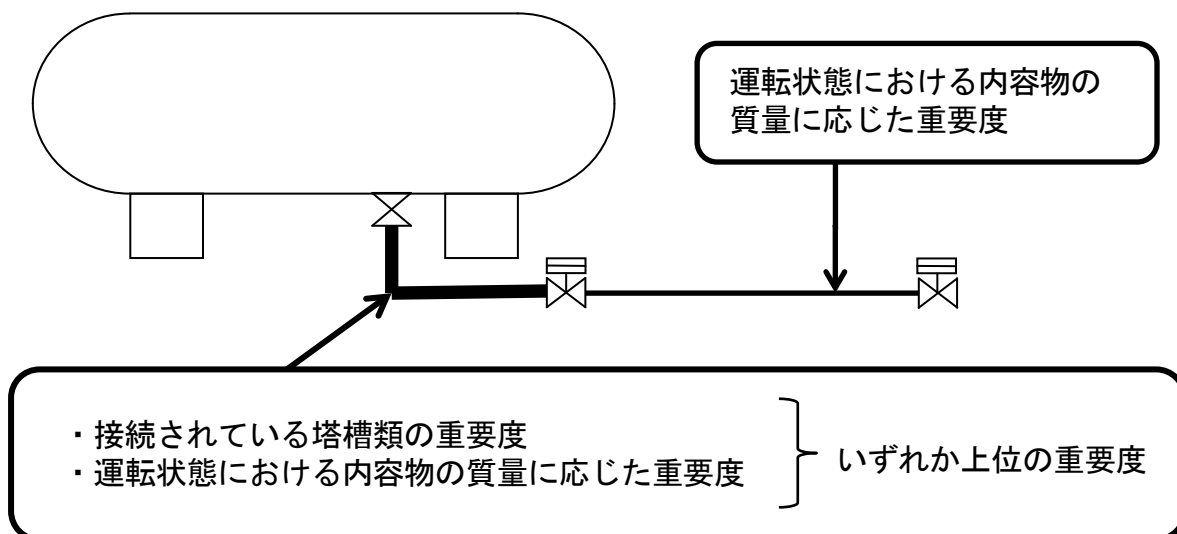 運転状態における内容物の
質量に応じた重要度
・接続されている塔槽類の重要度
・運転状態における内容物の質量に応じた重要度
いずれか上位の重要度